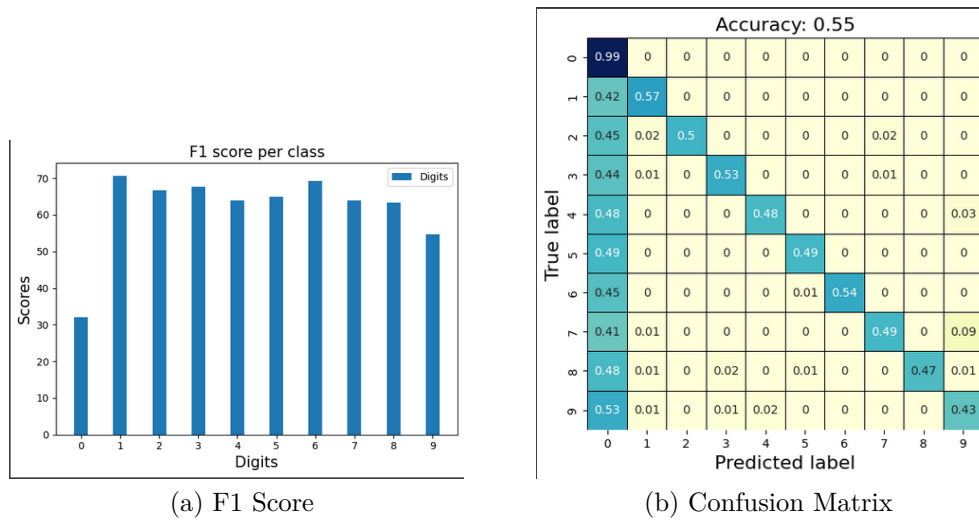 F1 score per class
Digits
70
60
50
40
30
20
10
0
Scores
0 1 2 3 4 5 6 7 8 9
Digits
(a) F1 Score
Accuracy: 0.55
True label
0 0.99 0 0 0 0 0 0 0 0 0
1 0.42 0.57 0 0 0 0 0 0 0 0
2 0.45 0.02 0.5 0 0 0 0 0.02 0 0
3 0.44 0.01 0 0.53 0 0 0 0.01 0 0
4 0.48 0 0 0 0.48 0 0 0 0 0.03
5 0.49 0 0 0 0 0.49 0 0 0 0
6 0.45 0 0 0 0 0.01 0.54 0 0 0
7 0.41 0.01 0 0 0 0 0 0.49 0 0.09
8 0.48 0.01 0 0.02 0 0.01 0 0 0.47 0.01
9 0.53 0.01 0 0.01 0.02 0 0 0 0 0.43
0 1 2 3 4 5 6 7 8 9
Predicted label
(b) Confusion Matrix